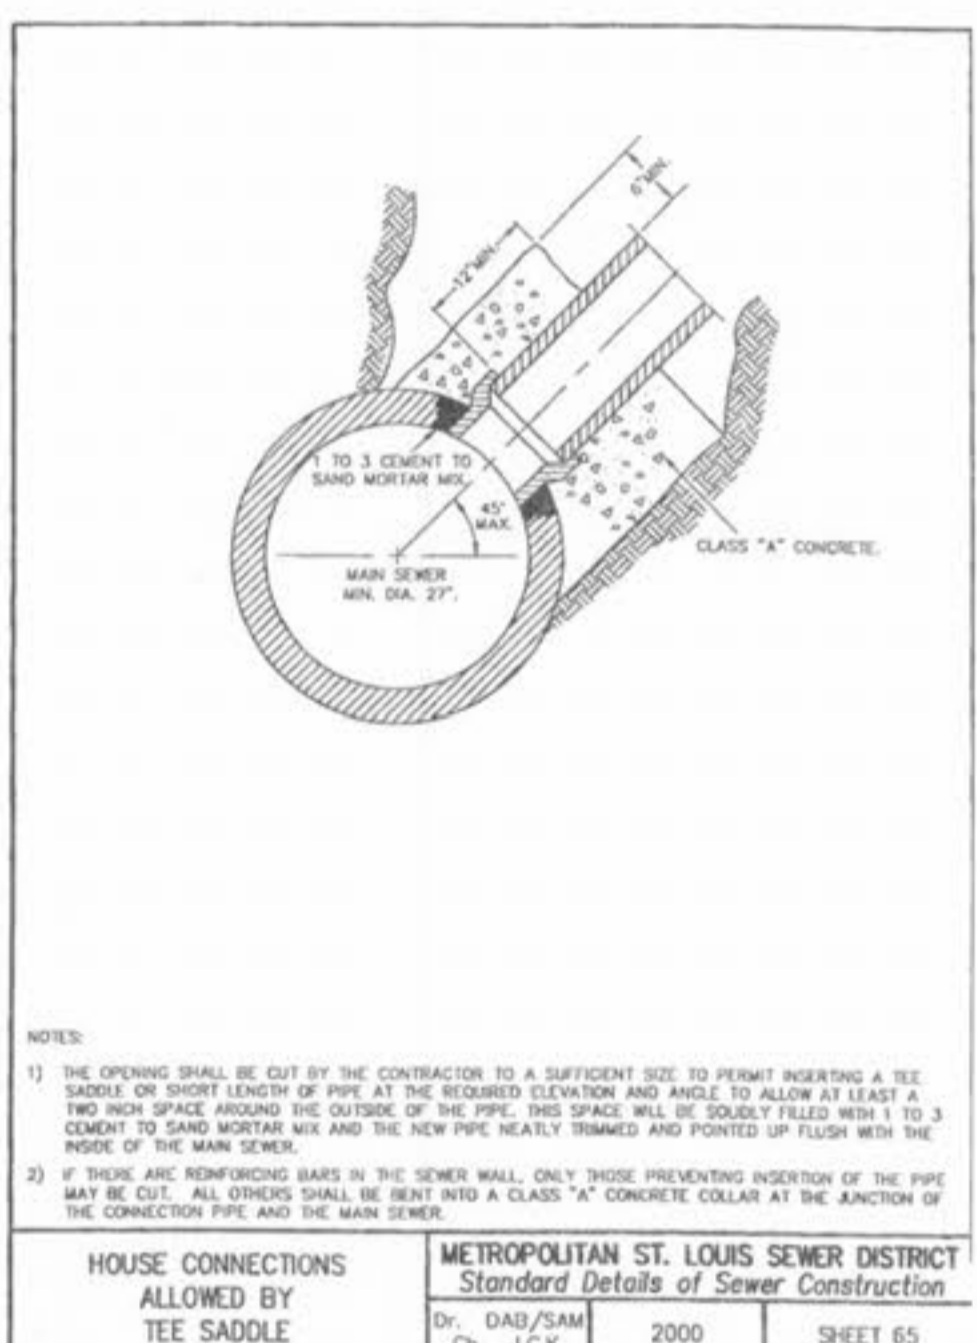 6" MIN.
12" MIN.
1 TO 3 CEMENT TO
SAND MORTAR MIX.
45°
MAX.
CLASS "A" CONCRETE.
MAIN SEWER
MIN. DIA. 27".
NOTES:
1) THE OPENING SHALL BE CUT BY THE CONTRACTOR TO A SUFFICIENT SIZE TO PERMIT INSERTING A TEE
SADDLE OR SHORT LENGTH OF PIPE AT THE REQUIRED ELEVATION AND ANGLE TO ALLOW AT LEAST A
TWO INCH SPACE AROUND THE OUTSIDE OF THE PIPE. THIS SPACE WILL BE SOLIDLY FILLED WITH 1 TO 3
CEMENT TO SAND MORTAR MIX AND THE NEW PIPE NEATLY TRIMMED AND POINTED UP FLUSH WITH THE
INSIDE OF THE MAIN SEWER.
2) IF THERE ARE REINFORCING BARS IN THE SEWER WALL, ONLY THOSE PREVENTING INSERTION OF THE PIPE
MAY BE CUT. ALL OTHERS SHALL BE BENT INTO A CLASS "A" CONCRETE COLLAR AT THE JUNCTION OF
THE CONNECTION PIPE AND THE MAIN SEWER.
HOUSE CONNECTIONS
ALLOWED BY
TEE SADDLE
METROPOLITAN ST. LOUIS SEWER DISTRICT
Standard Details of Sewer Construction
Dr. DAB/SAM
2000
SHEET 65